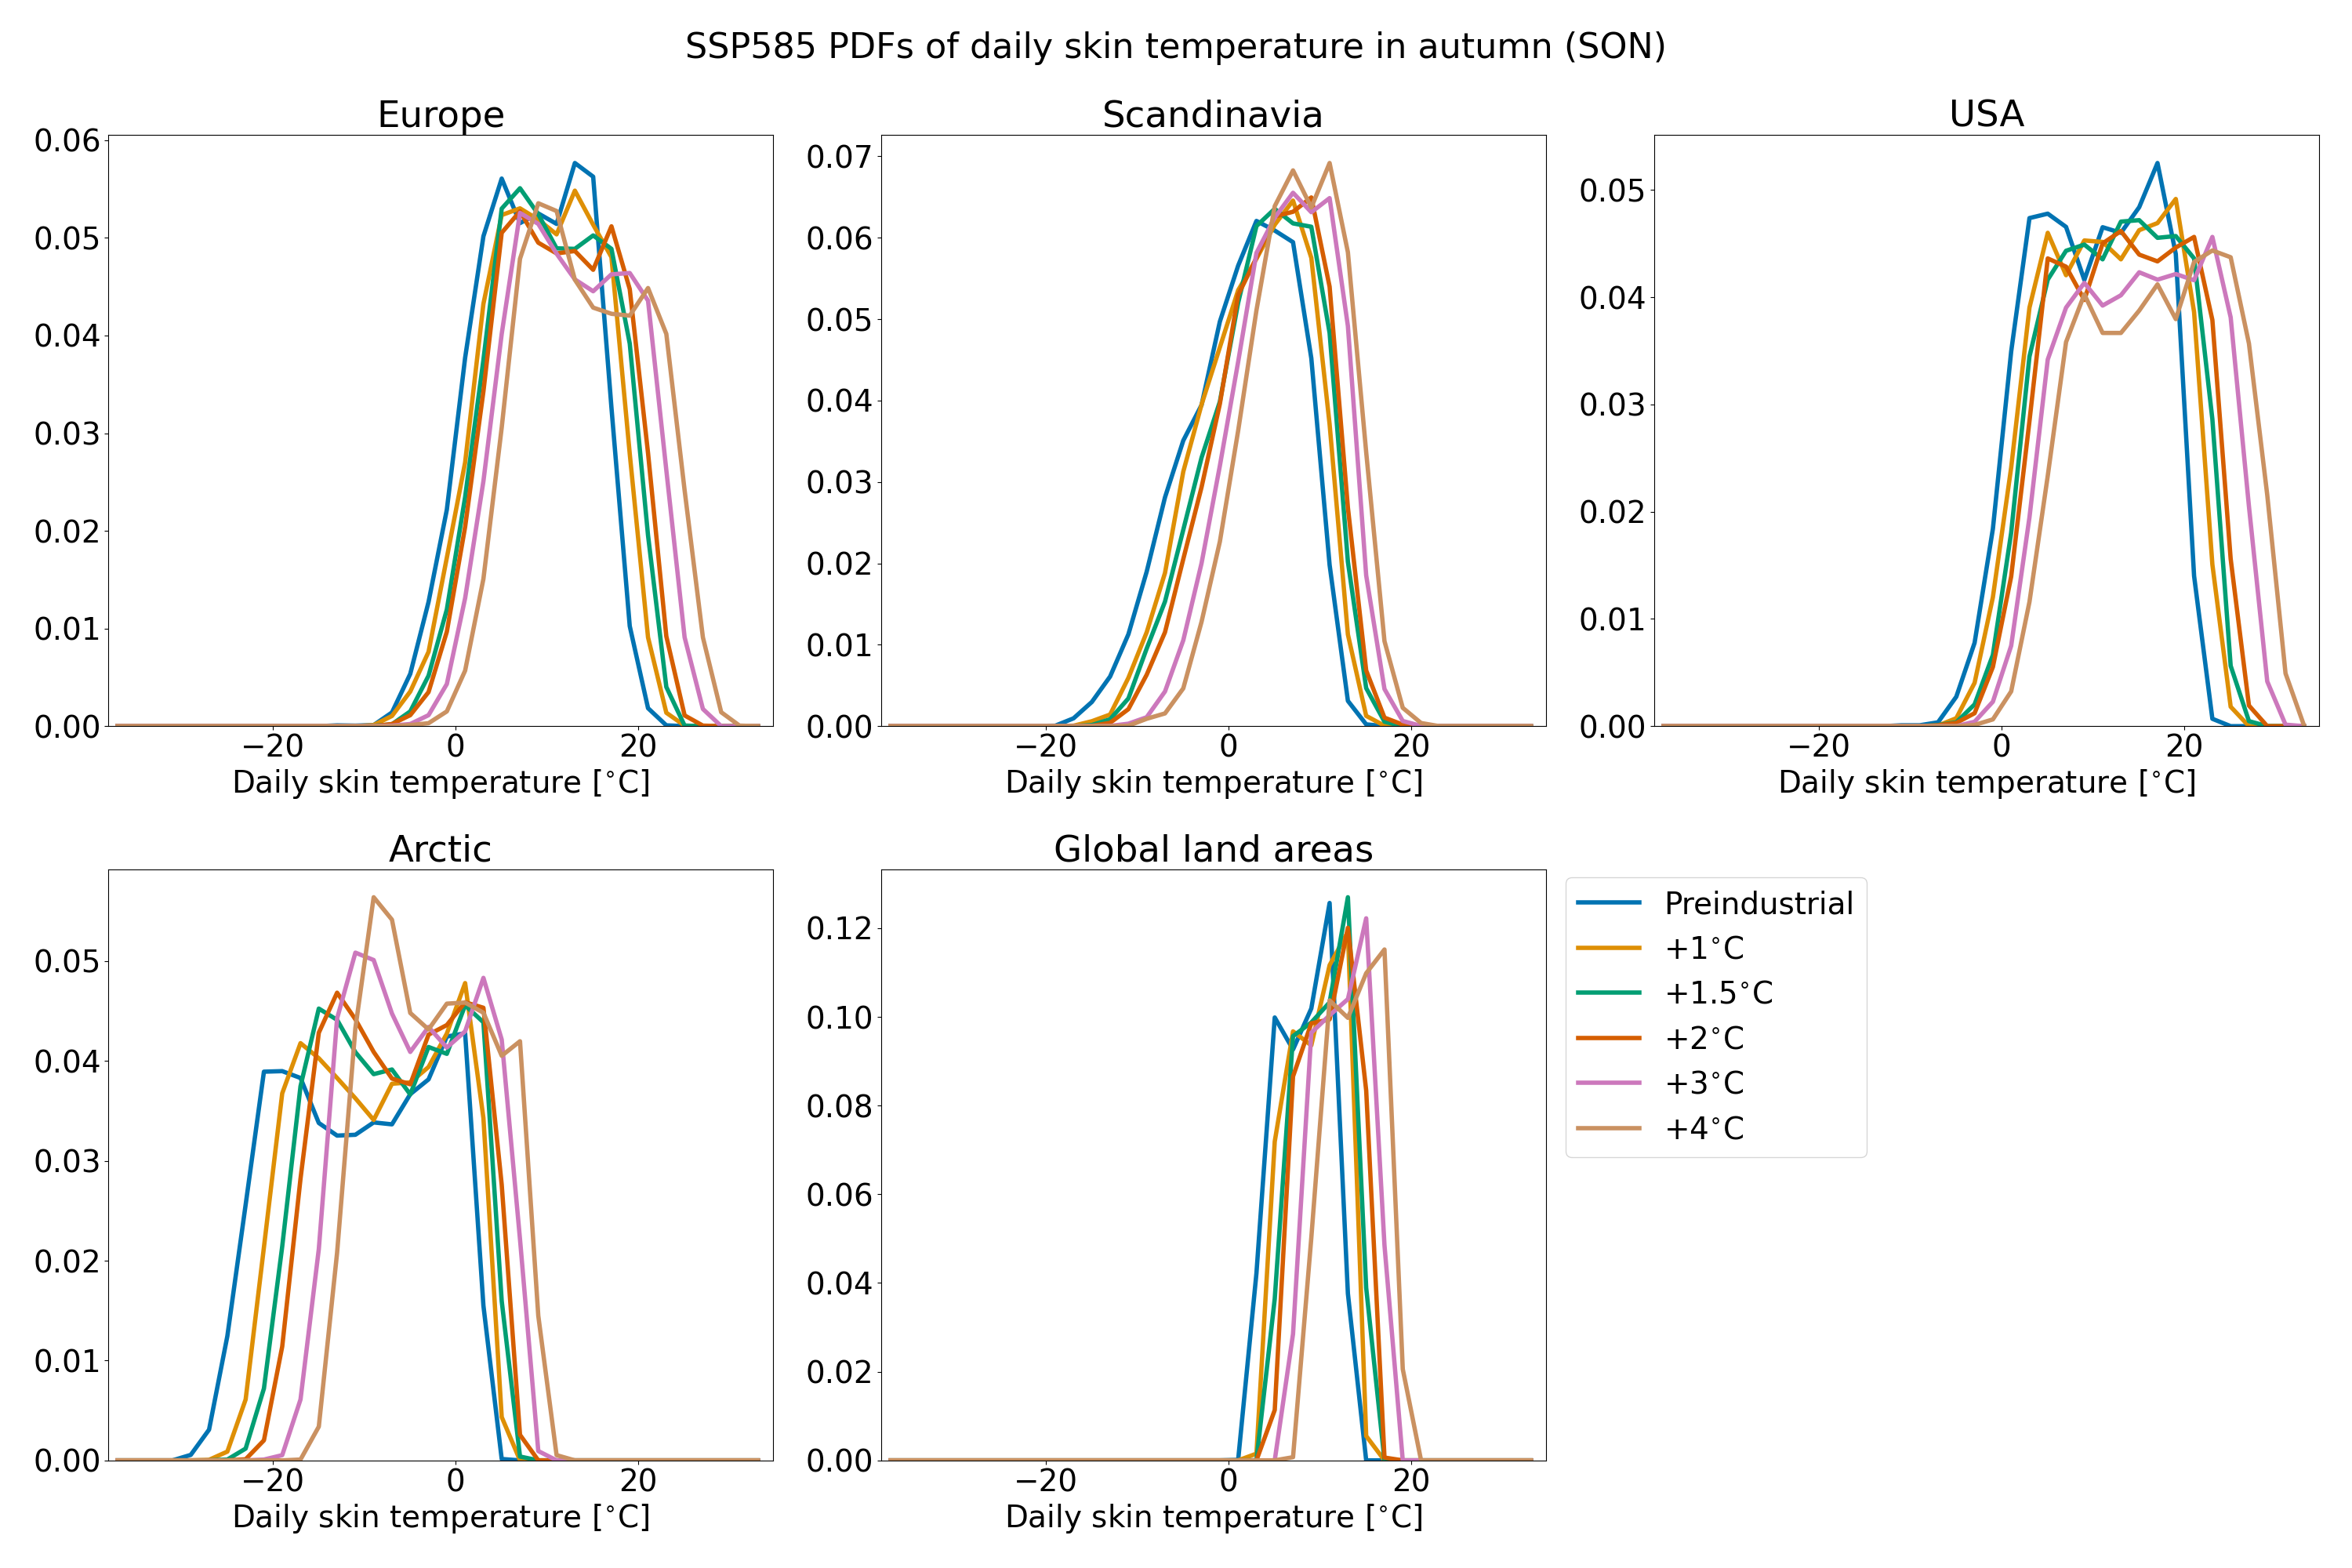 SSP585 PDFs of daily skin temperature in autumn (SON)
Europe
0.06
0.05
0.04
0.03
0.02
0.01
0.00
−20 0 20
Daily skin temperature [°C]
Scandinavia
0.07
0.06
0.05
0.04
0.03
0.02
0.01
0.00
−20 0 20
Daily skin temperature [°C]
USA
0.05
0.04
0.03
0.02
0.01
0.00
−20 0 20
Daily skin temperature [°C]
Arctic
0.05
0.04
0.03
0.02
0.01
0.00
−20 0 20
Daily skin temperature [°C]
Global land areas
0.12
0.10
0.08
0.06
0.04
0.02
0.00
−20 0 20
Daily skin temperature [°C]
Preindustrial
+1°C
+1.5°C
+2°C
+3°C
+4°C